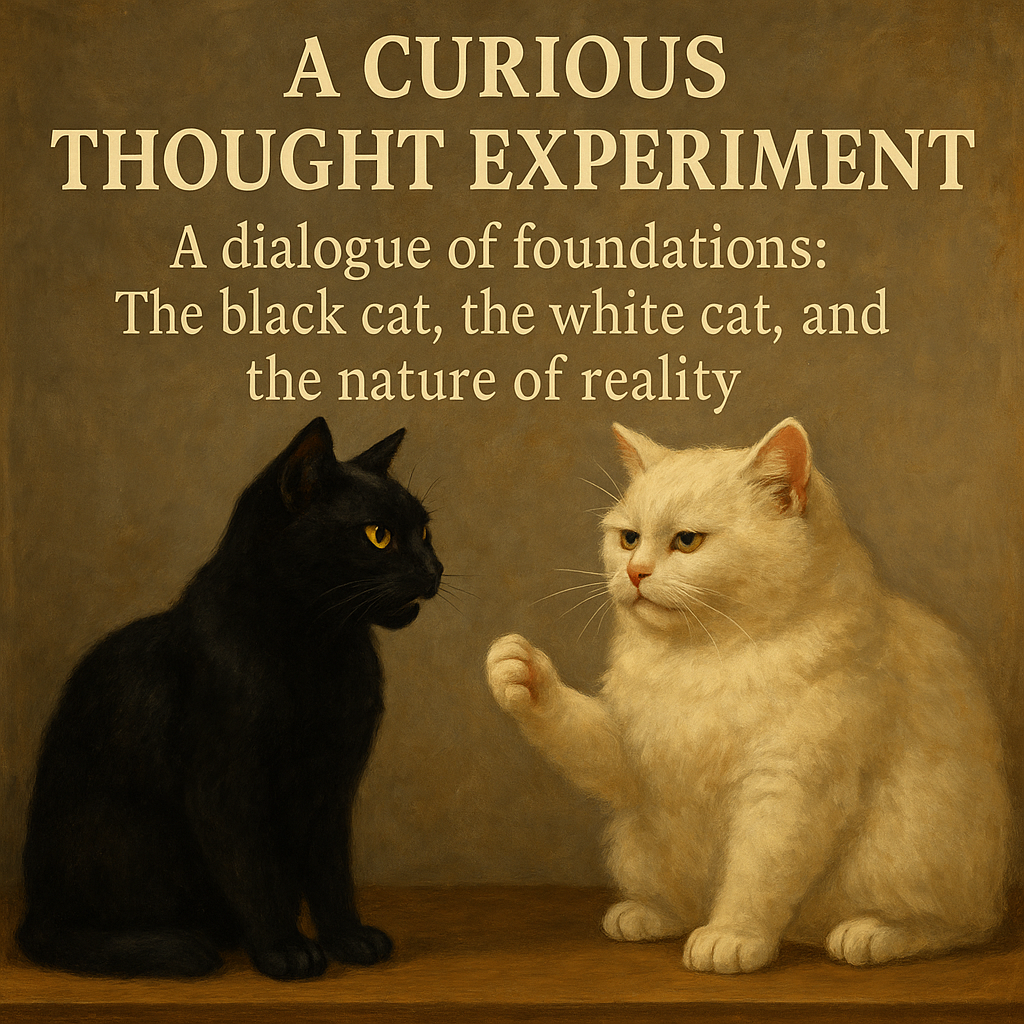 A CURIOUS
THOUGHT EXPERIMENT
A dialogue of foundations:
The black cat, the white cat, and
the nature of reality